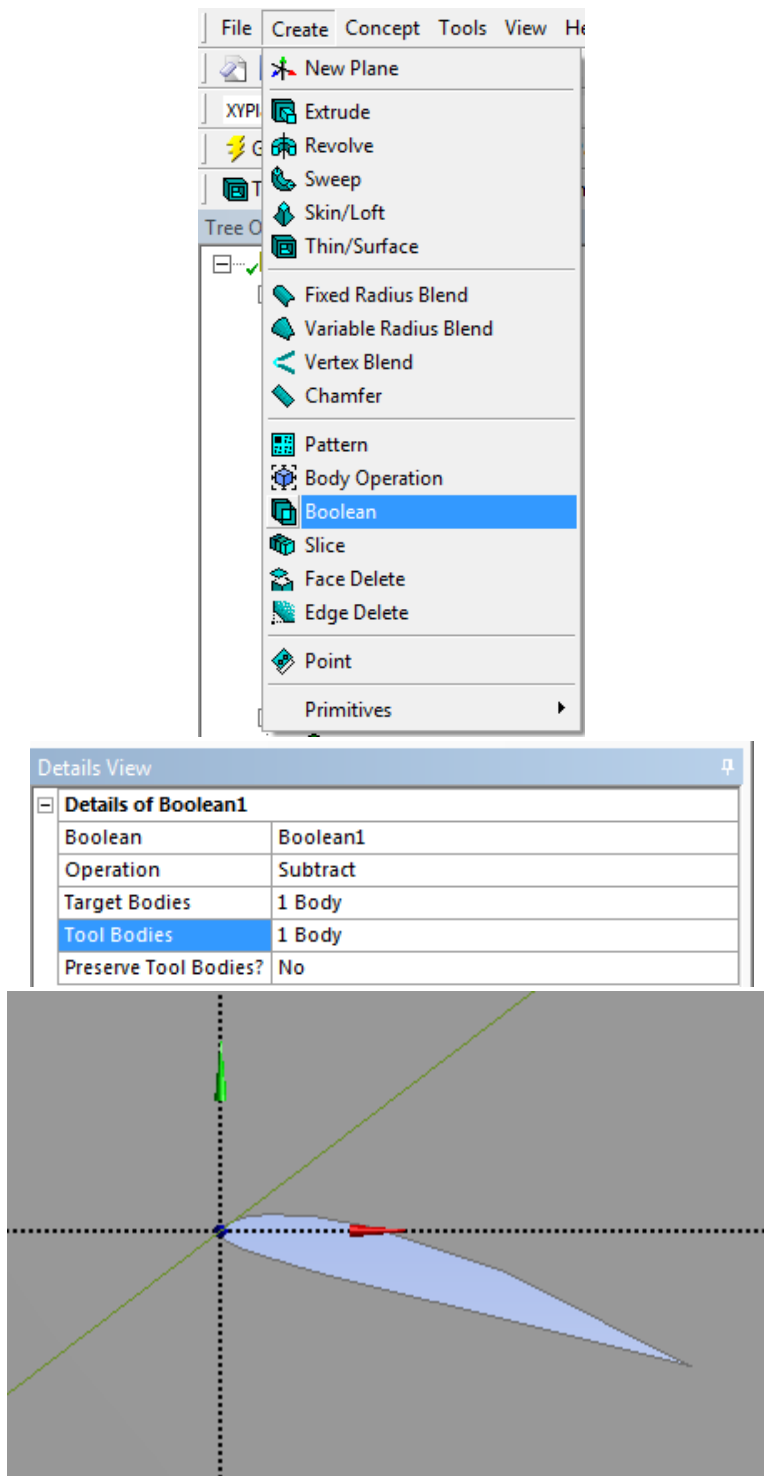 File Create Concept Tools View He
New Plane
XYPl
Extrude
G
Revolve
T
Sweep
Skin/Loft
Tree O
Thin/Surface
Fixed Radius Blend
Variable Radius Blend
Vertex Blend
Chamfer
Pattern
Body Operation
Boolean
Slice
Face Delete
Edge Delete
Point
Primitives
Details View
Details of Boolean1
Boolean Boolean1
Operation Subtract
Target Bodies 1 Body
Tool Bodies 1 Body
Preserve Tool Bodies? No